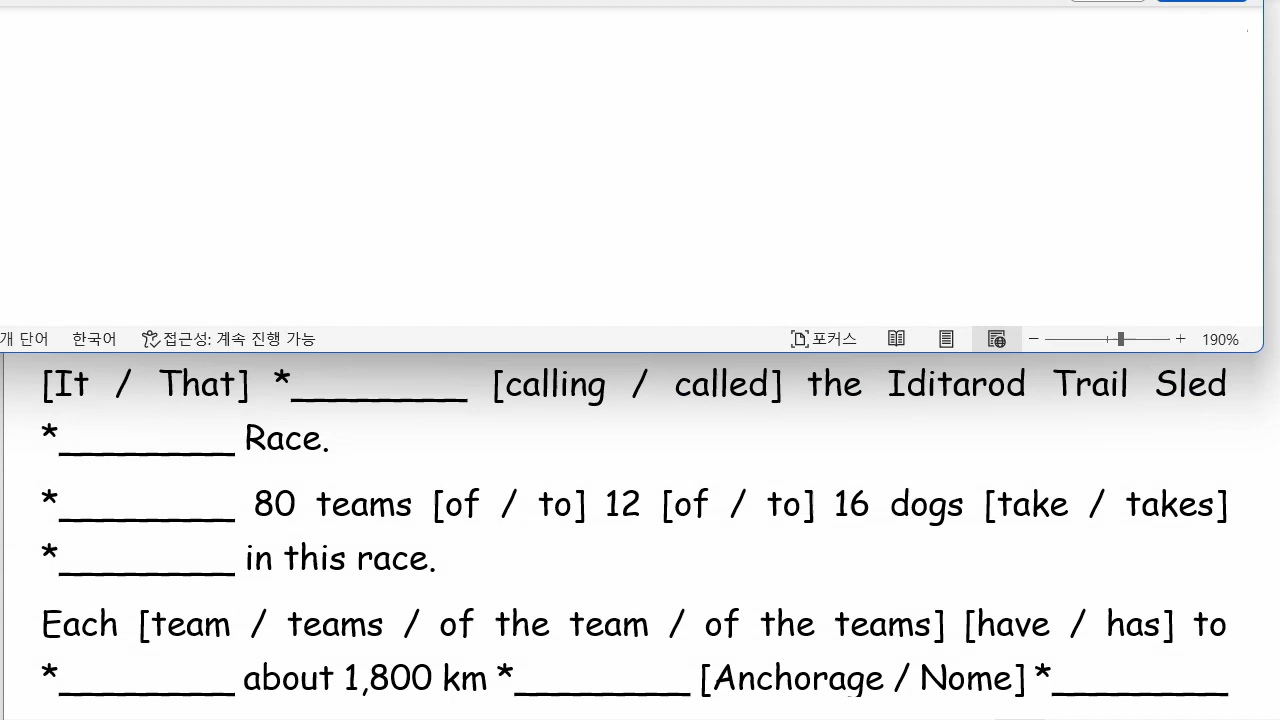 개 단어 한국어 접근성: 계속 진행 가능 포커스 190%
[It / That] *________ [calling / called] the Iditarod Trail Sled
*________ Race.
*________ 80 teams [of / to] 12 [of / to] 16 dogs [take / takes]
*________ in this race.
Each [team / teams / of the team / of the teams] [have / has] to
*________ about 1,800 km *________ [Anchorage / Nome] *________